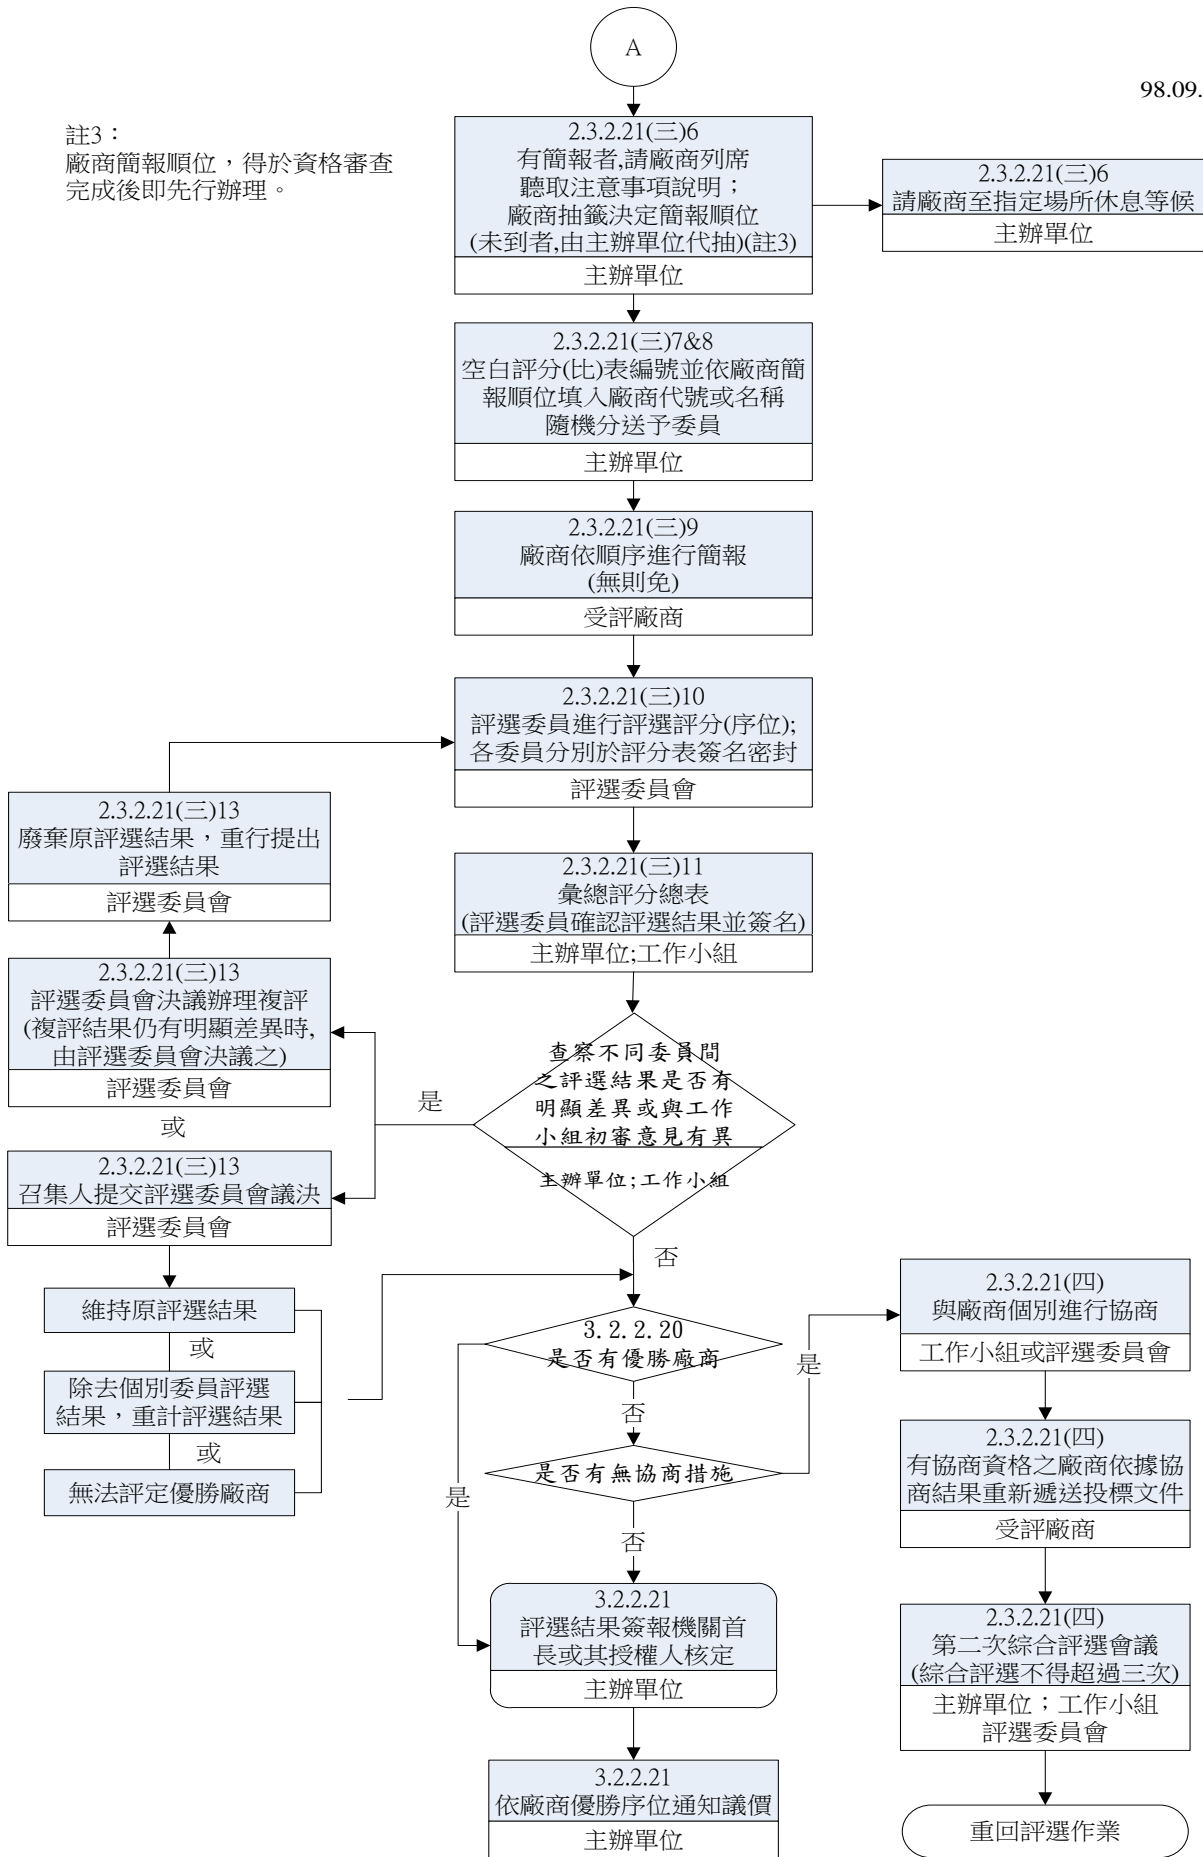 A
98.09.
註3：
廠商簡報順位，得於資格審查
完成後即先行辦理。
2.3.2.21(三)6
有簡報者,請廠商列席
聽取注意事項說明；
廠商抽籤決定簡報順位
(未到者,由主辦單位代抽)(註3)
主辦單位
2.3.2.21(三)6
請廠商至指定場所休息等候
主辦單位
2.3.2.21(三)7&8
空白評分(比)表編號並依廠商簡
報順位填入廠商代號或名稱
隨機分送予委員
主辦單位
2.3.2.21(三)9
廠商依順序進行簡報
(無則免)
受評廠商
2.3.2.21(三)10
評選委員進行評選評分(序位);
各委員分別於評分表簽名密封
評選委員會
2.3.2.21(三)13
廢棄原評選結果，重行提出
評選結果
評選委員會
2.3.2.21(三)11
彙總評分總表
(評選委員確認評選結果並簽名)
主辦單位;工作小組
2.3.2.21(三)13
評選委員會決議辦理複評
(複評結果仍有明顯差異時,
由評選委員會決議之)
評選委員會
或
是
查察不同委員間
之評選結果是否有
明顯差異或與工作
小組初審意見有異
主辦單位;工作小組
2.3.2.21(三)13
召集人提交評選委員會議決
評選委員會
否
維持原評選結果
或
除去個別委員評選
結果，重計評選結果
或
無法評定優勝廠商
3.2.2.20
是否有優勝廠商
是
否
是否有無協商措施
是
否
2.3.2.21(四)
與廠商個別進行協商
工作小組或評選委員會
2.3.2.21(四)
有協商資格之廠商依據協
商結果重新遞送投標文件
受評廠商
3.2.2.21
評選結果簽報機關首
長或其授權人核定
主辦單位
2.3.2.21(四)
第二次綜合評選會議
(綜合評選不得超過三次)
主辦單位；工作小組
評選委員會
3.2.2.21
依廠商優勝序位通知議價
主辦單位
重回評選作業